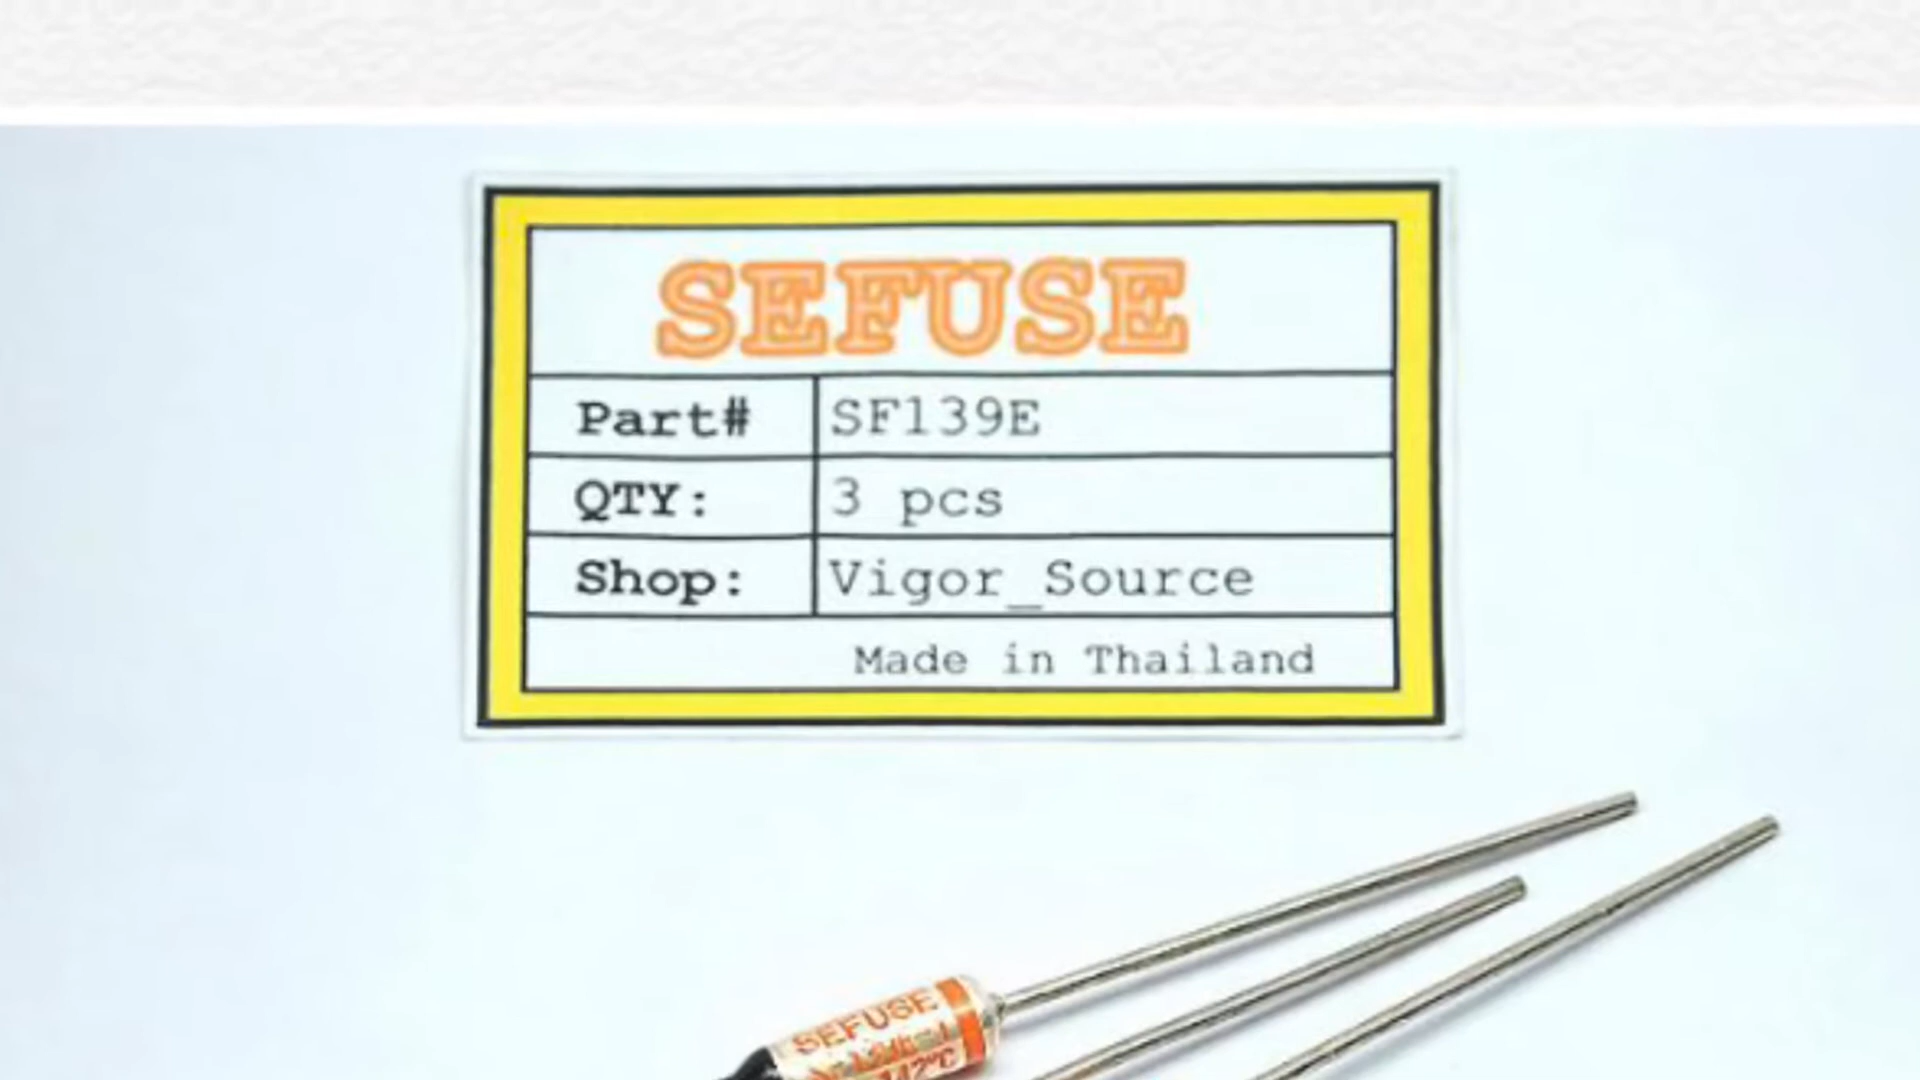 SEFUSE
Part# SF139E
QTY: 3 pcs
Shop: Vigor_Source
Made in Thailand
SEFUSE